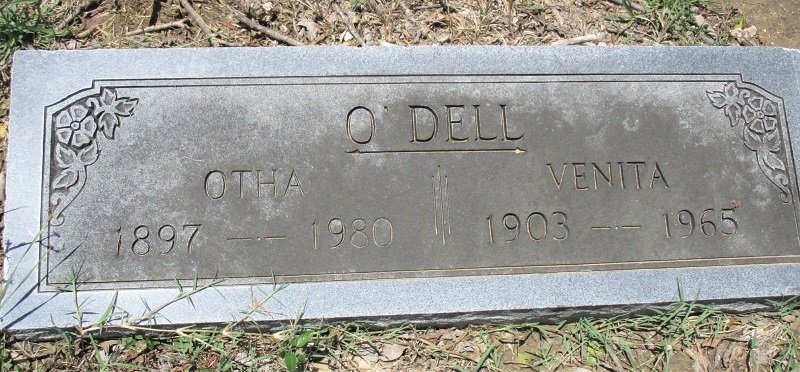 O'DELL
OTHA VENITA
1897 —·— 1980 1903 —·— 1965